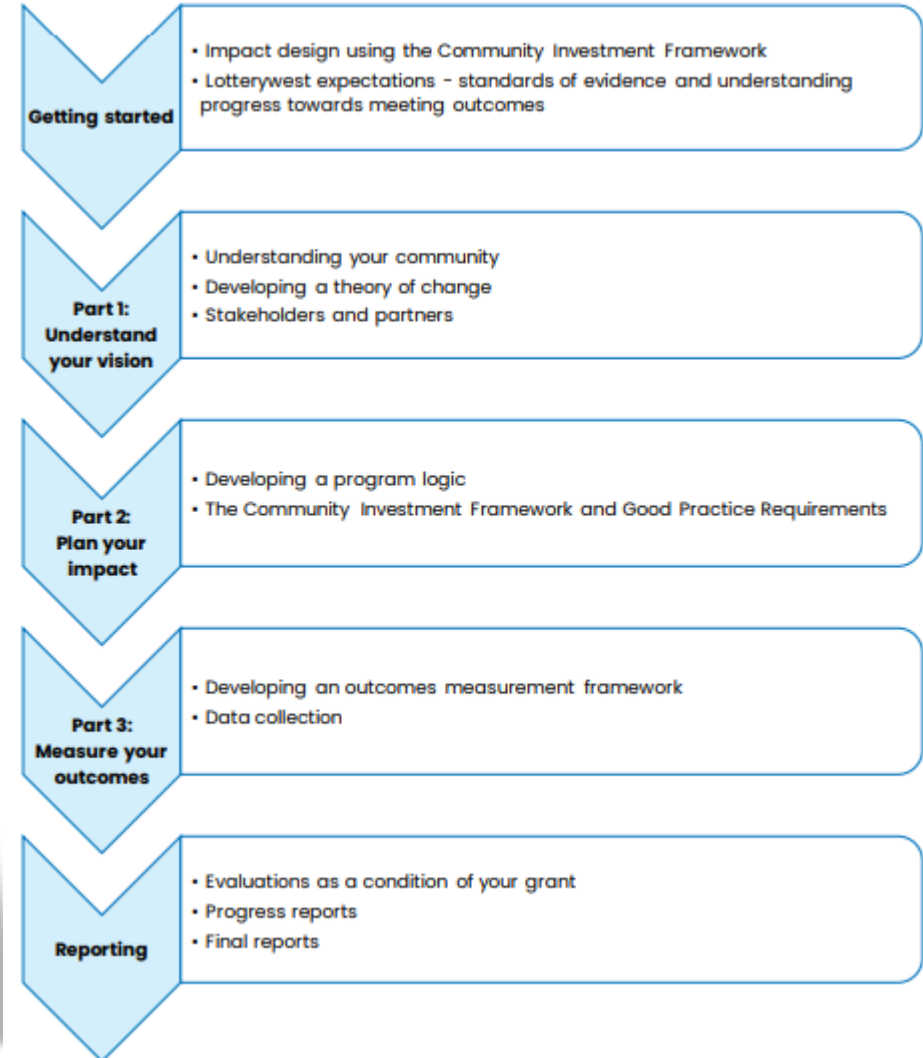 Getting started
• Impact design using the Community Investment Framework
• Lotterywest expectations - standards of evidence and understanding
progress towards meeting outcomes
Part 1:
Understand
your vision
• Understanding your community
• Developing a theory of change
• Stakeholders and partners
Part 2:
Plan your
impact
• Developing a program logic
• The Community Investment Framework and Good Practice Requirements
Part 3:
Measure your
outcomes
• Developing an outcomes measurement framework
• Data collection
Reporting
• Evaluations as a condition of your grant
• Progress reports
• Final reports